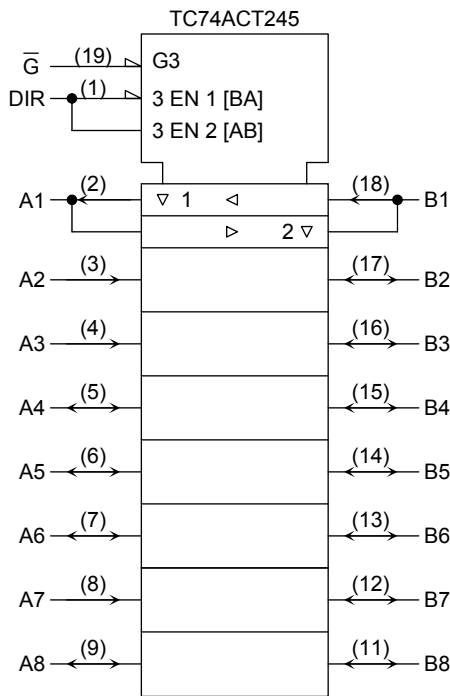 TC74ACT245
G̅ (19) G3
DIR (1) 3 EN 1 [BA]
3 EN 2 [AB]
A1 (2) ▽ 1 ◁ (18) B1
▷ 2 ▽
A2 (3) (17) B2
A3 (4) (16) B3
A4 (5) (15) B4
A5 (6) (14) B5
A6 (7) (13) B6
A7 (8) (12) B7
A8 (9) (11) B8